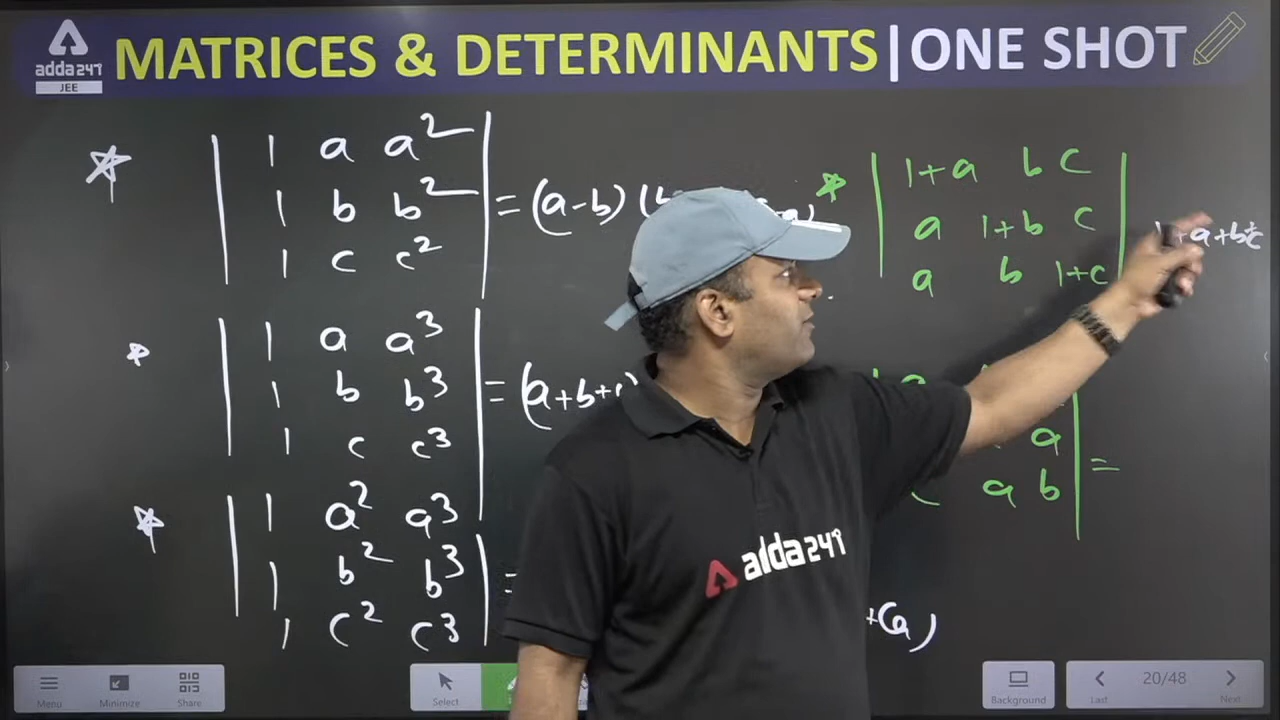 adda247
JEE
MATRICES & DETERMINANTS | ONE SHOT
1 a a²
1 b b²
1 c c²
= (a-b)
1 a a³
1 b b³
1 c c³
= (a+b+
1 a² a³
1 b² b³
1 c² c³
=
+ca)
1+a b c
a 1+b c
a b 1+c
1+a+b+c
a
a b
=
adda247
Menu
Minimize
Share
Select
Background
Last
20/48
Next